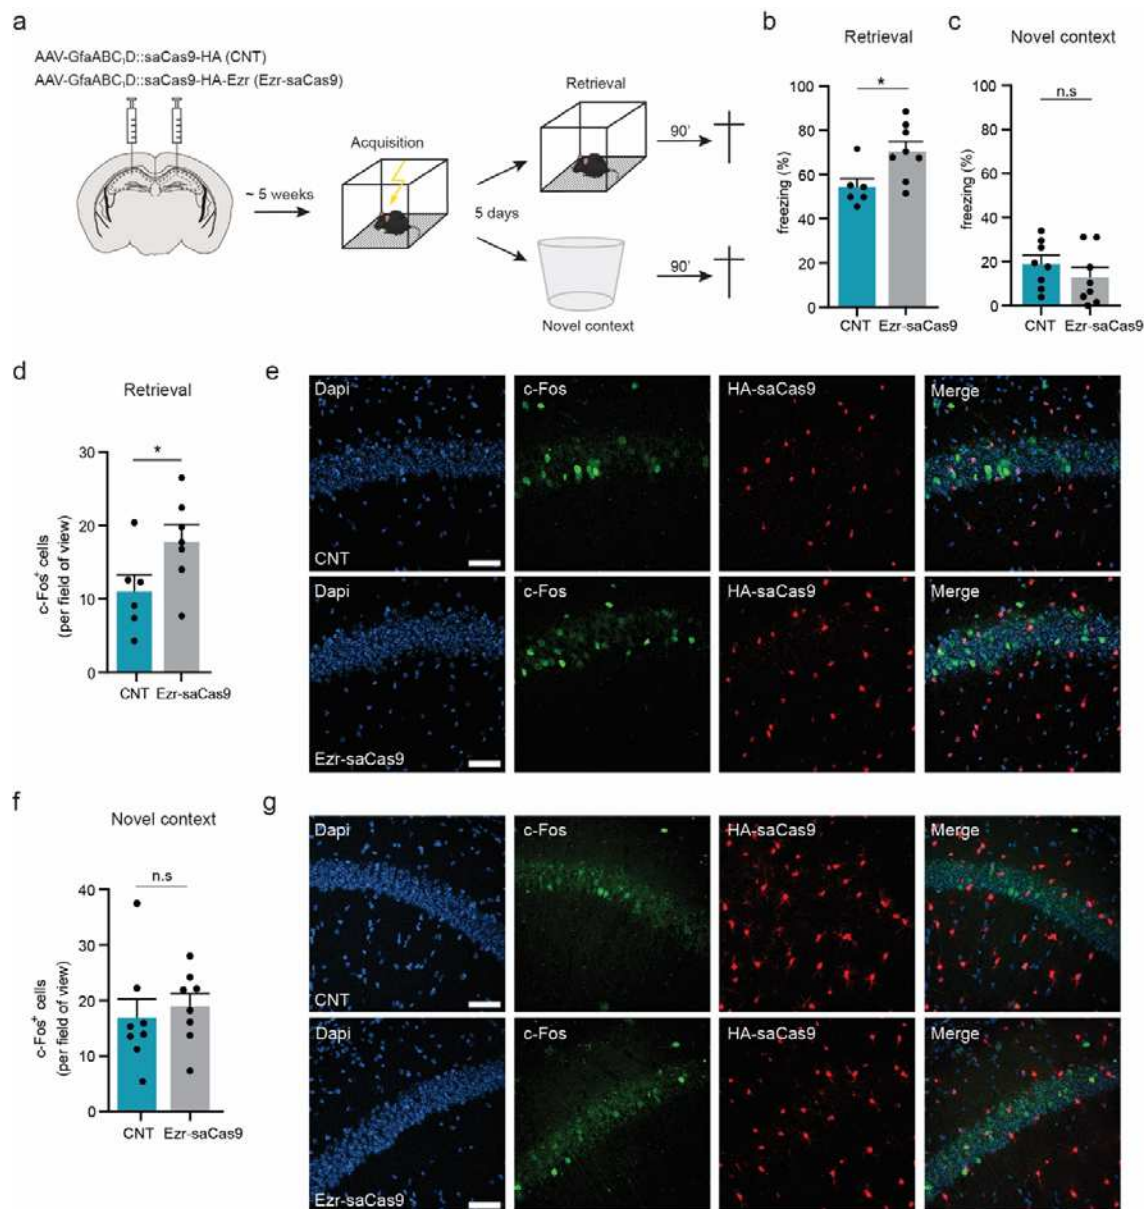 a
AAV-GfaABC₁D::saCas9-HA (CNT)
AAV-GfaABC₁D::saCas9-HA-Ezr (Ezr-saCas9)
~ 5 weeks
Acquisition
5 days
Retrieval
90'
Novel context
90'
b
Retrieval
*
freezing (%)
100
80
60
40
20
0
CNT
Ezr-saCas9
c
Novel context
n.s
freezing (%)
100
80
60
40
20
0
CNT
Ezr-saCas9
d
Retrieval
*
c-Fos⁺ cells
(per field of view)
30
20
10
0
CNT
Ezr-saCas9
e
Dapi
c-Fos
HA-saCas9
Merge
CNT
Dapi
c-Fos
HA-saCas9
Merge
Ezr-saCas9
f
Novel context
n.s
c-Fos⁺ cells
(per field of view)
40
30
20
10
0
CNT
Ezr-saCas9
g
Dapi
c-Fos
HA-saCas9
Merge
CNT
Dapi
c-Fos
HA-saCas9
Merge
Ezr-saCas9